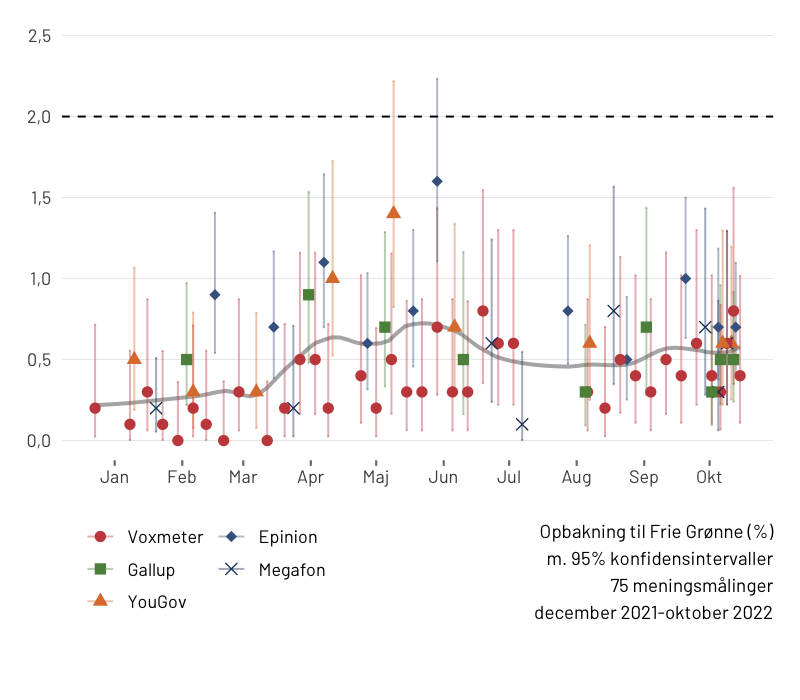 2,5
2,0
1,5
1,0
0,5
0,0
Jan Feb Mar Apr Maj Jun Jul Aug Sep Okt
Voxmeter Epinion
Gallup Megafon
YouGov
Opbakning til Frie Grønne (%)
m. 95% konfidensintervaller
75 meningsmålinger
december 2021-oktober 2022